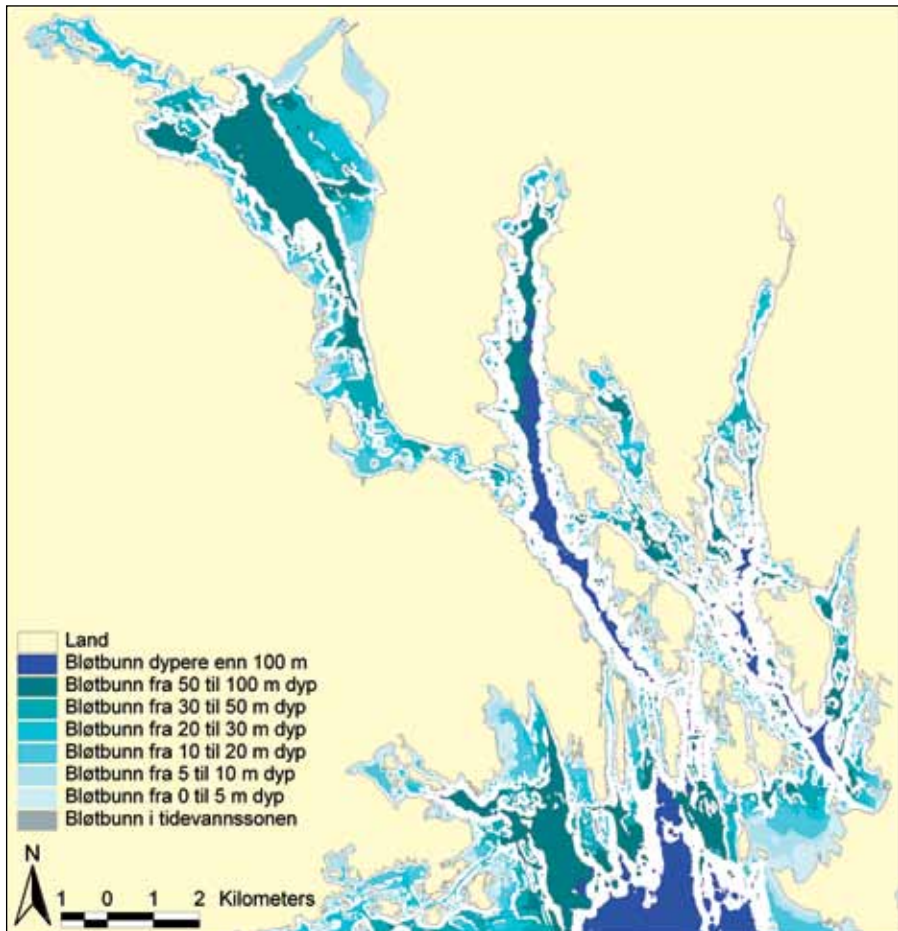 Land
Bløtbunn dypere enn 100 m
Bløtbunn fra 50 til 100 m dyp
Bløtbunn fra 30 til 50 m dyp
Bløtbunn fra 20 til 30 m dyp
Bløtbunn fra 10 til 20 m dyp
Bløtbunn fra 5 til 10 m dyp
Bløtbunn fra 0 til 5 m dyp
Bløtbunn i tidevannssonen
N
1 0 1 2 Kilometers